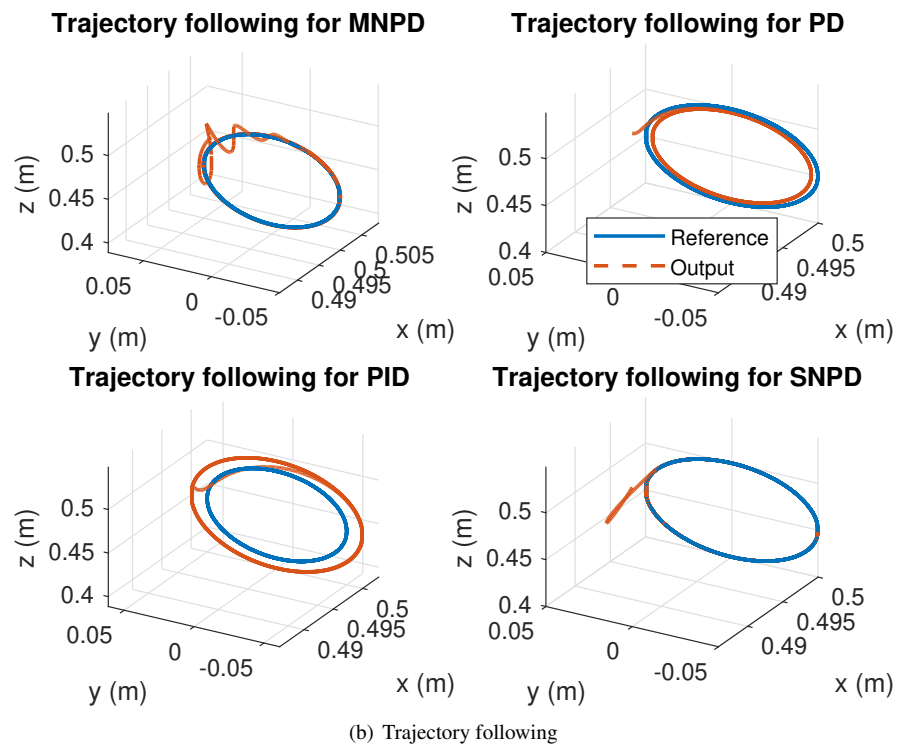 Trajectory following for MNPD
z (m)
0.5
0.45
0.4
0.05
0
-0.05
y (m)
0.49
0.495
0.5
0.505
x (m)
Trajectory following for PD
z (m)
0.5
0.45
0.4
0.05
0
-0.05
0.49
0.5
y (m)
x (m)
Reference
Output
Trajectory following for PID
z (m)
0.5
0.45
0.4
0.05
0
-0.05
y (m)
0.49
0.495
0.5
x (m)
Trajectory following for SNPD
z (m)
0.5
0.45
0.4
0.05
0
-0.05
y (m)
0.49
0.495
0.5
x (m)
(b) Trajectory following